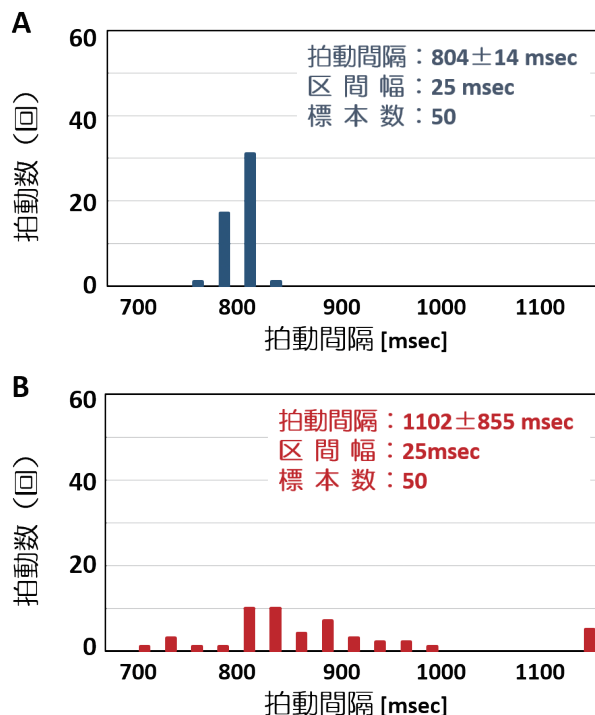 A
拍動数（回）
60
40
20
0
拍動間隔：804±14 msec
区間幅：25 msec
標本数：50
700 800 900 1000 1100
拍動間隔 [msec]
B
拍動数（回）
60
40
20
0
拍動間隔：1102±855 msec
区間幅：25msec
標本数：50
700 800 900 1000 1100
拍動間隔 [msec]